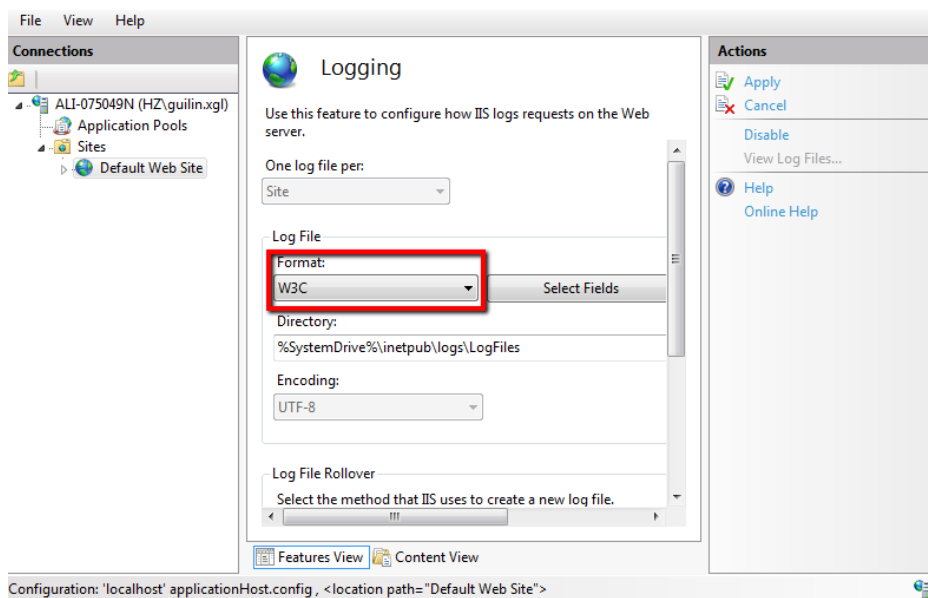 File View Help
Connections
ALI-075049N (HZ\guilin.xgl)
Application Pools
Sites
Default Web Site
Logging
Use this feature to configure how IIS logs requests on the Web
server.
One log file per:
Site
Log File
Format:
W3C
Select Fields
Directory:
%SystemDrive%\inetpub\logs\LogFiles
Encoding:
UTF-8
Log File Rollover
Select the method that IIS uses to create a new log file.
Features View
Content View
Actions
Apply
Cancel
Disable
View Log Files...
Help
Online Help
Configuration: 'localhost' applicationHost.config , <location path="Default Web Site">